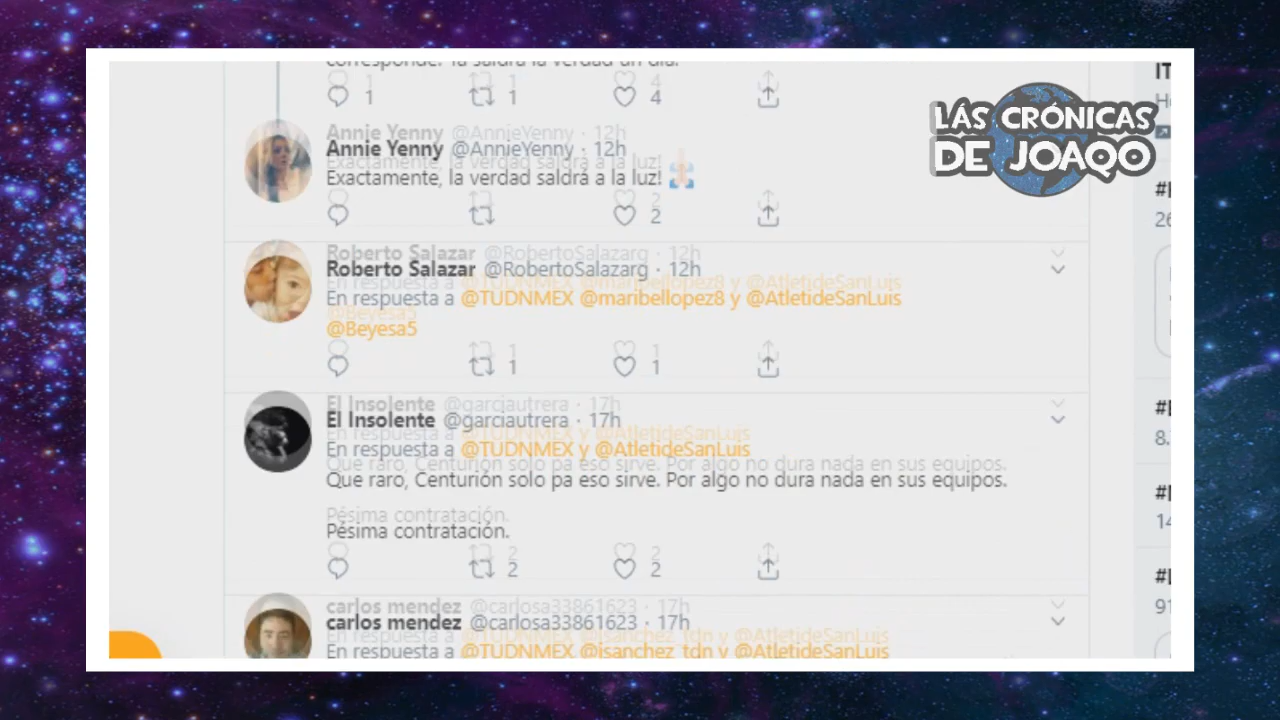 corresponde. Ya saldrá la verdad un día.
1 1 4
LAS CRÓNICAS
DE JOAQO
Annie Yenny @AnnieYenny · 12h
Exactamente, la verdad saldrá a la luz! 🙏
2
Roberto Salazar @RobertoSalazarg · 12h
En respuesta a @TUDNMEX @maribellopez8 y @AtletideSanLuis
@Beyesa5
1 1
El Insolente @garciautrera · 17h
En respuesta a @TUDNMEX y @AtletideSanLuis
Que raro, Centurión solo pa eso sirve. Por algo no dura nada en sus equipos.
Pésima contratación.
2 2
carlos mendez @carlosa33861623 · 17h
En respuesta a @TUDNMEX @isanchez_tdn y @AtletideSanLuis